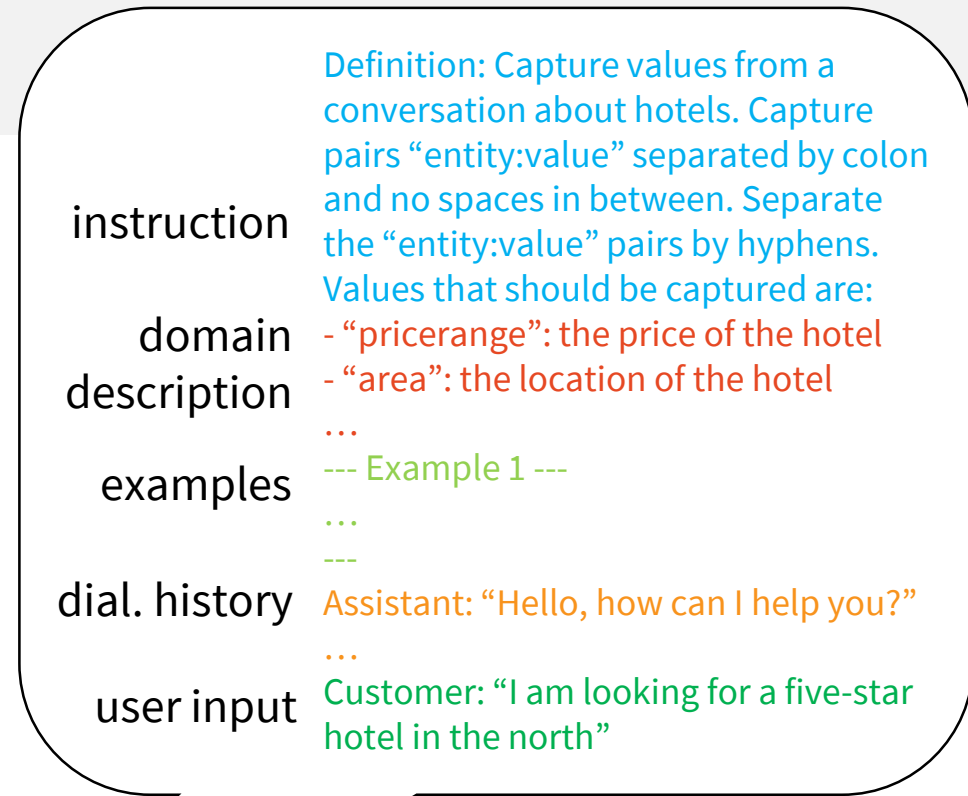 Definition: Capture values from a
conversation about hotels. Capture
pairs “entity:value” separated by colon
instruction and no spaces in between. Separate
the “entity:value” pairs by hyphens.
Values that should be captured are:
domain - “pricerange”: the price of the hotel
description - “area”: the location of the hotel
…
examples --- Example 1 ---
…
---
dial. history Assistant: “Hello, how can I help you?”
…
user input Customer: “I am looking for a five-star
hotel in the north”